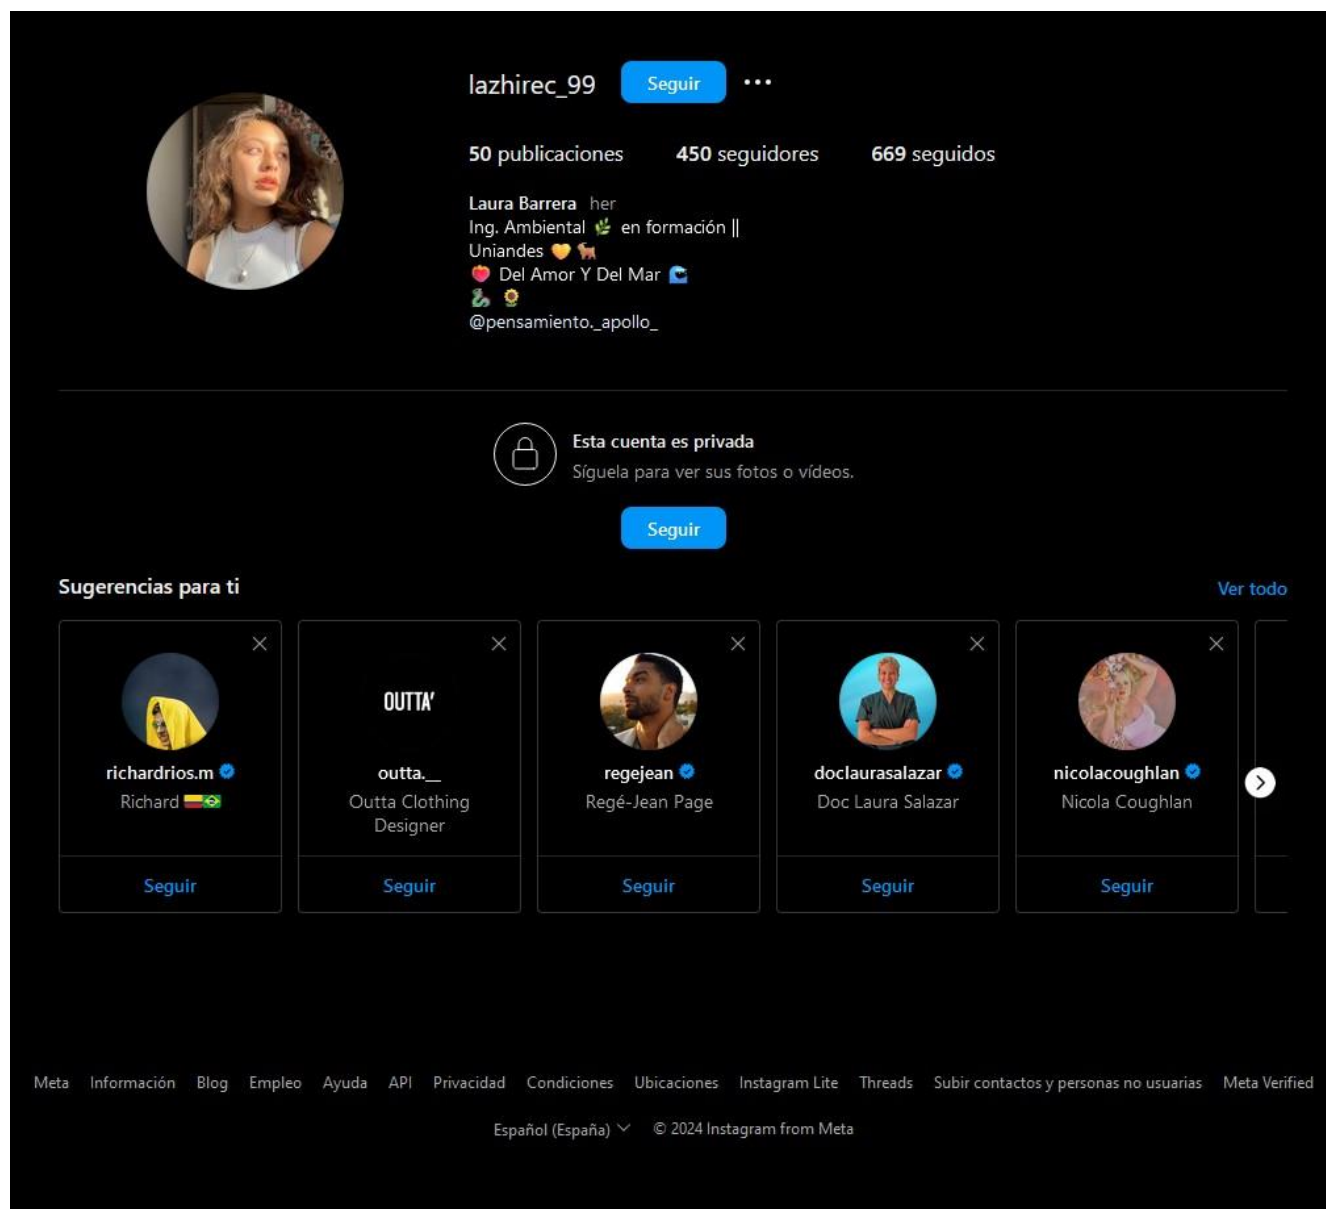 lazhirec_99 Seguir
50 publicaciones 450 seguidores 669 seguidos
Laura Barrera her
Ing. Ambiental 🌿 en formación ||
Uniandes 💛 🐐
❤️‍🔥 Del Amor Y Del Mar 🌊
🐉 🌻
@pensamiento._apollo_
Esta cuenta es privada
Síguela para ver sus fotos o vídeos.
Seguir
Sugerencias para ti Ver todo
OUTTA'
richardrios.m outta.__ regejean doclaurasalazar nicolacoughlan
Richard 🇨🇴🇧🇷 Outta Clothing Regé-Jean Page Doc Laura Salazar Nicola Coughlan
Designer
Seguir Seguir Seguir Seguir Seguir
Meta Información Blog Empleo Ayuda API Privacidad Condiciones Ubicaciones Instagram Lite Threads Subir contactos y personas no usuarias Meta Verified
Español (España) © 2024 Instagram from Meta